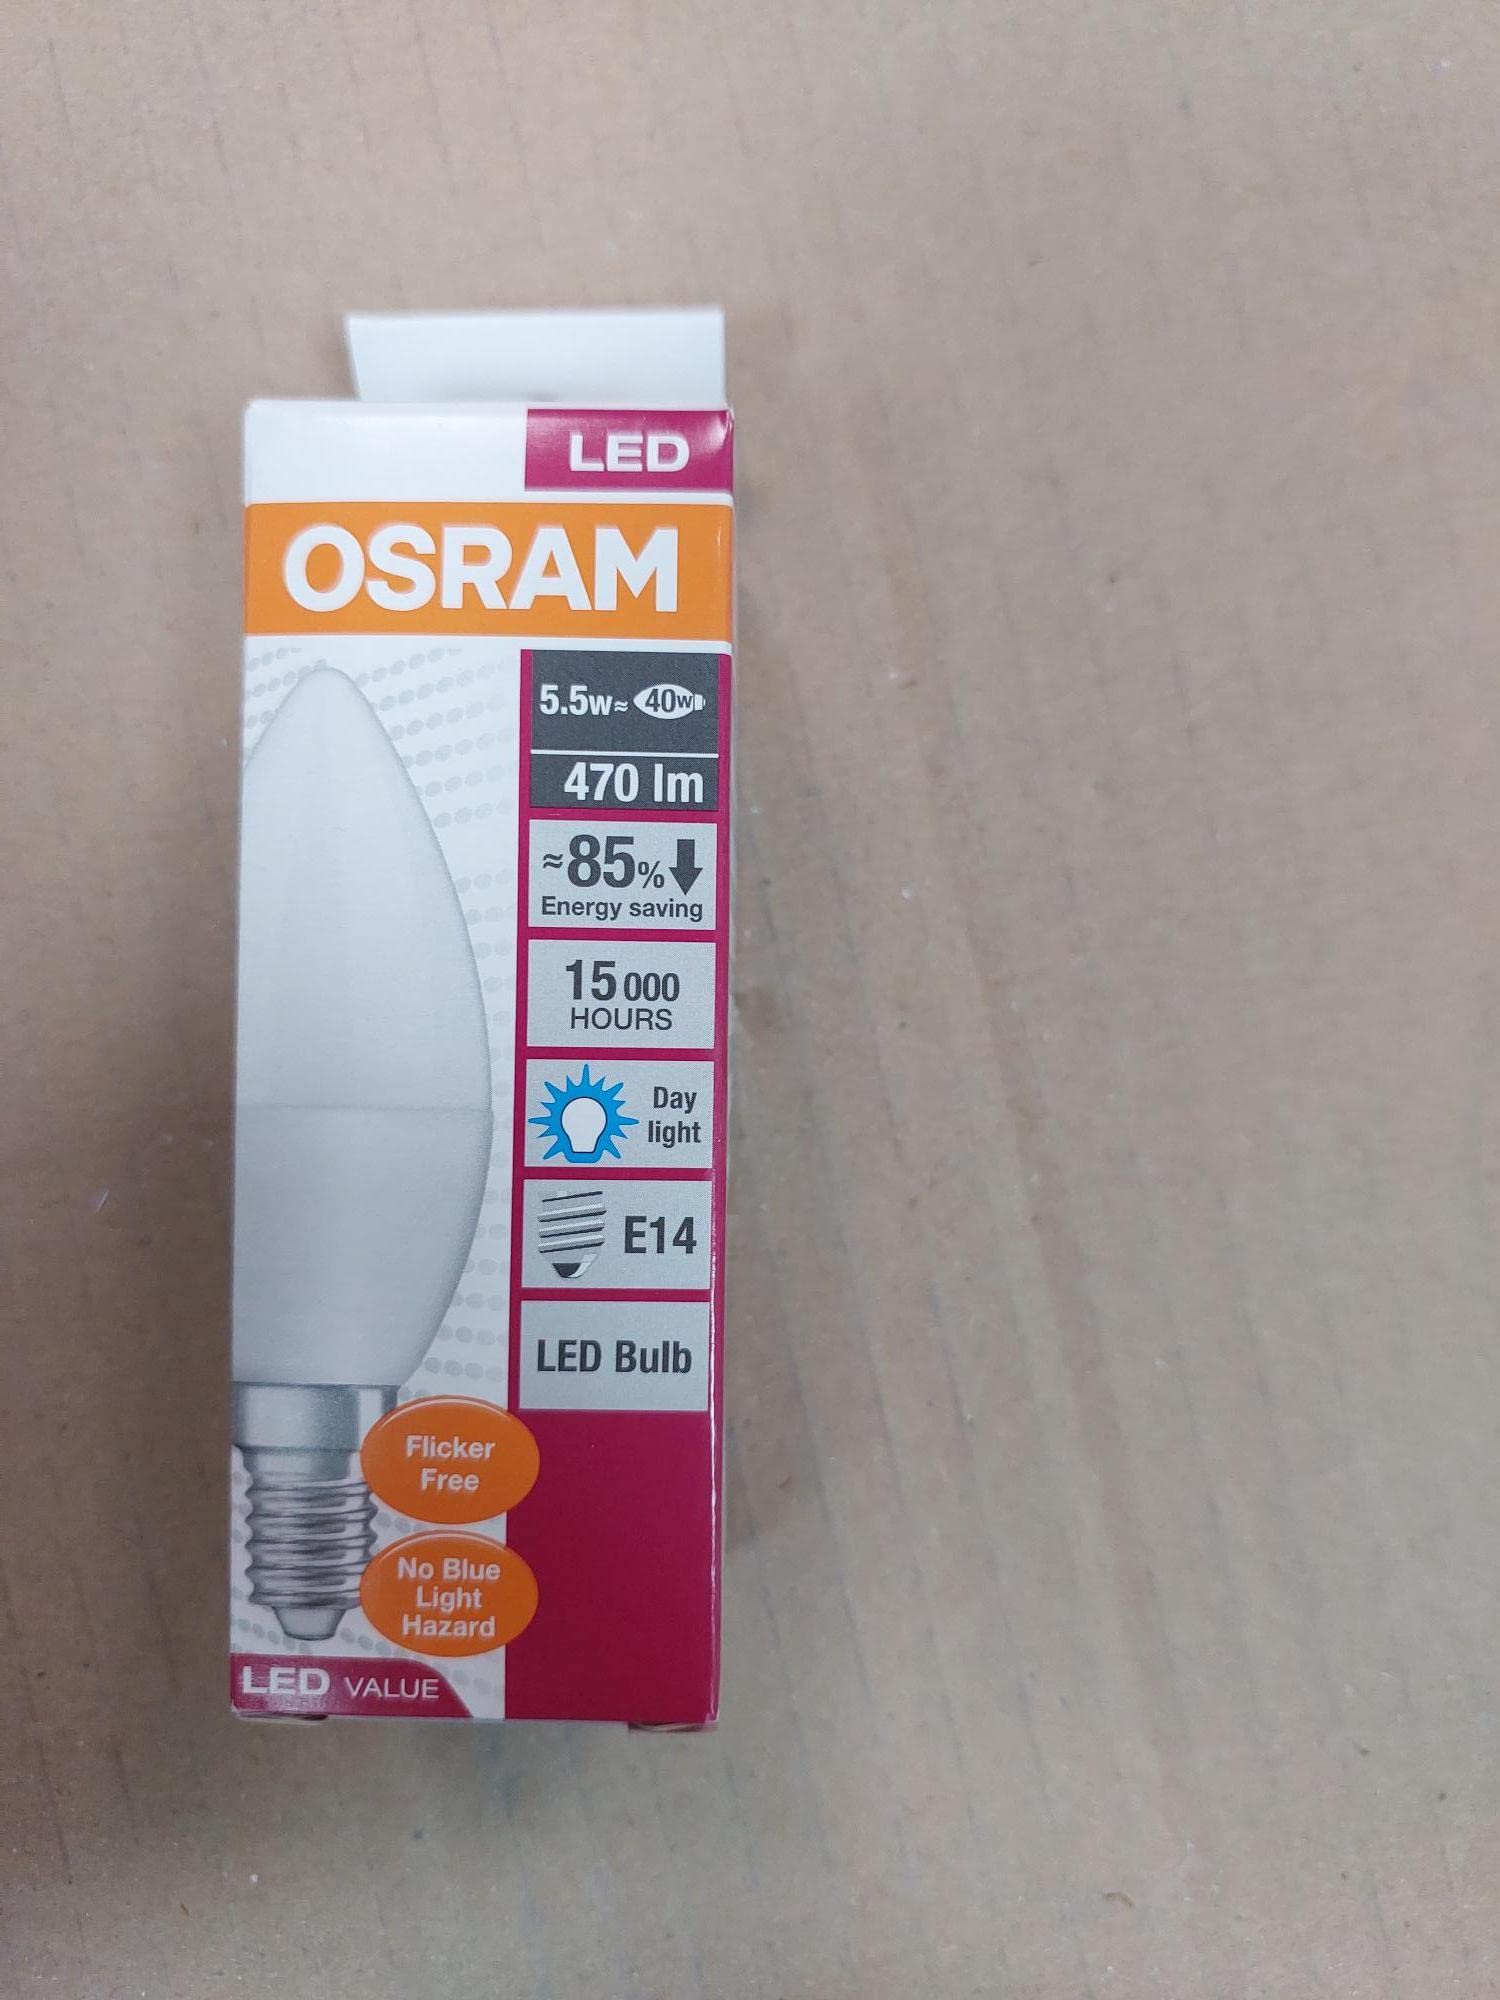 LED
OSRAM
5.5w≈ 40w
470 lm
≈85%
Energy saving
15 000
HOURS
Day
light
E14
LED Bulb
Flicker
Free
No Blue
Light
Hazard
LED VALUE